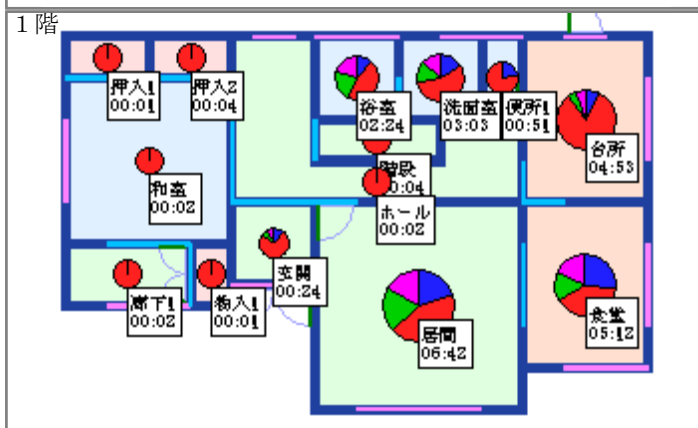 1階
押入1
00:01
押入2
00:04
浴室
02:24
洗面室
03:03
便所1
00:51
台所
04:53
階段
00:04
和室
00:02
ホール
00:02
玄関
00:24
廊下1
00:02
物入1
00:01
居間
06:42
食堂
05:12